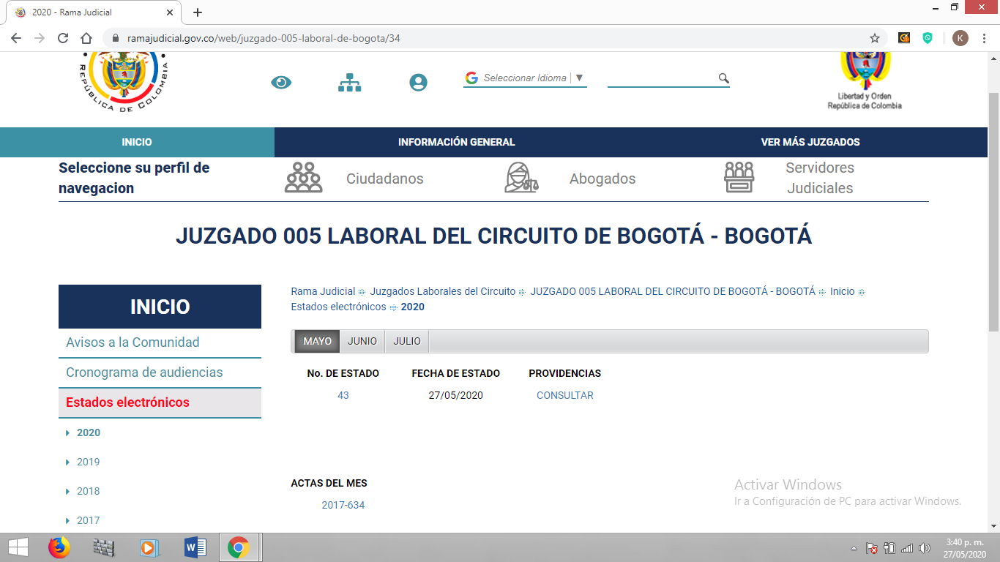 2020 - Rama Judicial
ramajudicial.gov.co/web/juzgado-005-laboral-de-bogota/34
K
REPÚBLICA DE COLOMBIA
Seleccionar Idioma
Libertad y Orden
República de Colombia
INICIO
INFORMACIÓN GENERAL
VER MÁS JUZGADOS
Seleccione su perfil de
navegacion
Ciudadanos
Abogados
Servidores
Judiciales
JUZGADO 005 LABORAL DEL CIRCUITO DE BOGOTÁ - BOGOTÁ
INICIO
Avisos a la Comunidad
Cronograma de audiencias
Estados electrónicos
2020
2019
2018
2017
Rama Judicial Juzgados Laborales del Circuito JUZGADO 005 LABORAL DEL CIRCUITO DE BOGOTÁ - BOGOTÁ Inicio
Estados electrónicos 2020
MAYO JUNIO JULIO
No. DE ESTADO FECHA DE ESTADO PROVIDENCIAS
43 27/05/2020 CONSULTAR
ACTAS DEL MES
2017-634
Activar Windows
Ir a Configuración de PC para activar Windows.
3:40 p. m.
27/05/2020